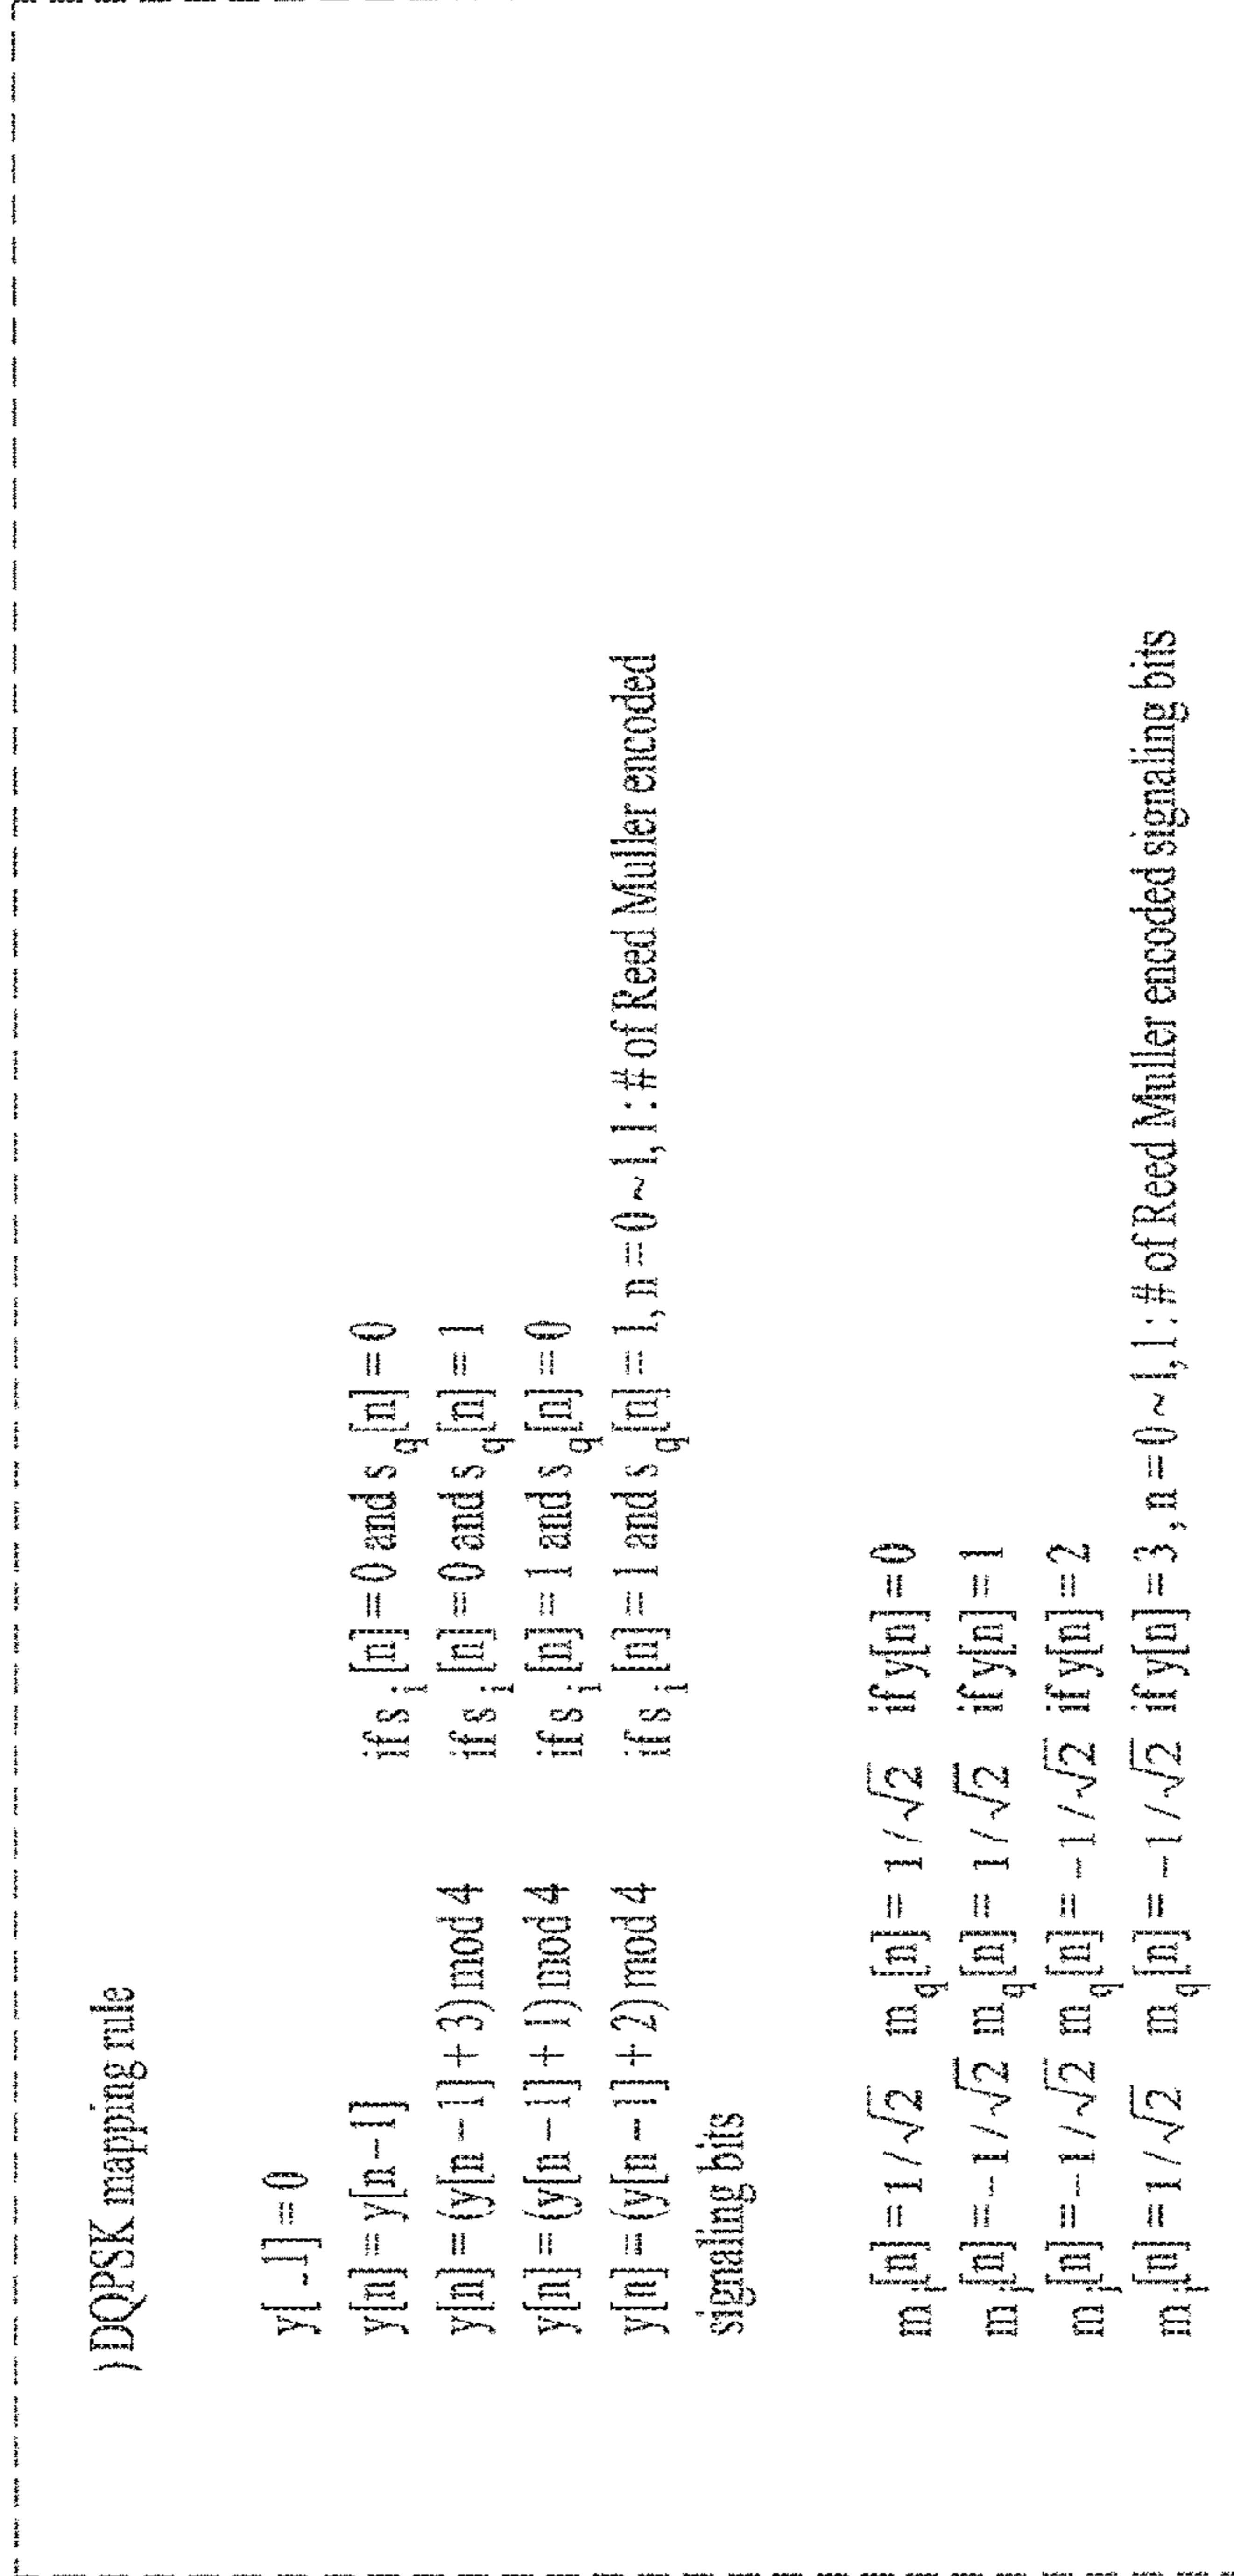 ) DQPSK mapping rule
y[-1] = 0
y[n] = y[n-1] if s_i[n] = 0 and s_q[n] = 0
y[n] = (y[n-1] + 3) mod 4 if s_i[n] = 0 and s_q[n] = 1
y[n] = (y[n-1] + 1) mod 4 if s_i[n] = 1 and s_q[n] = 0
y[n] = (y[n-1] + 2) mod 4 if s_i[n] = 1 and s_q[n] = 1, n = 0 ~ l, l : # of Reed Muller encoded
signaling bits
m_i[n] = 1/√2 m_q[n] = 1/√2 if y[n] = 0
m_i[n] = -1/√2 m_q[n] = 1/√2 if y[n] = 1
m_i[n] = -1/√2 m_q[n] = -1/√2 if y[n] = 2
m_i[n] = 1/√2 m_q[n] = -1/√2 if y[n] = 3, n = 0 ~ l, l : # of Reed Muller encoded signaling bits